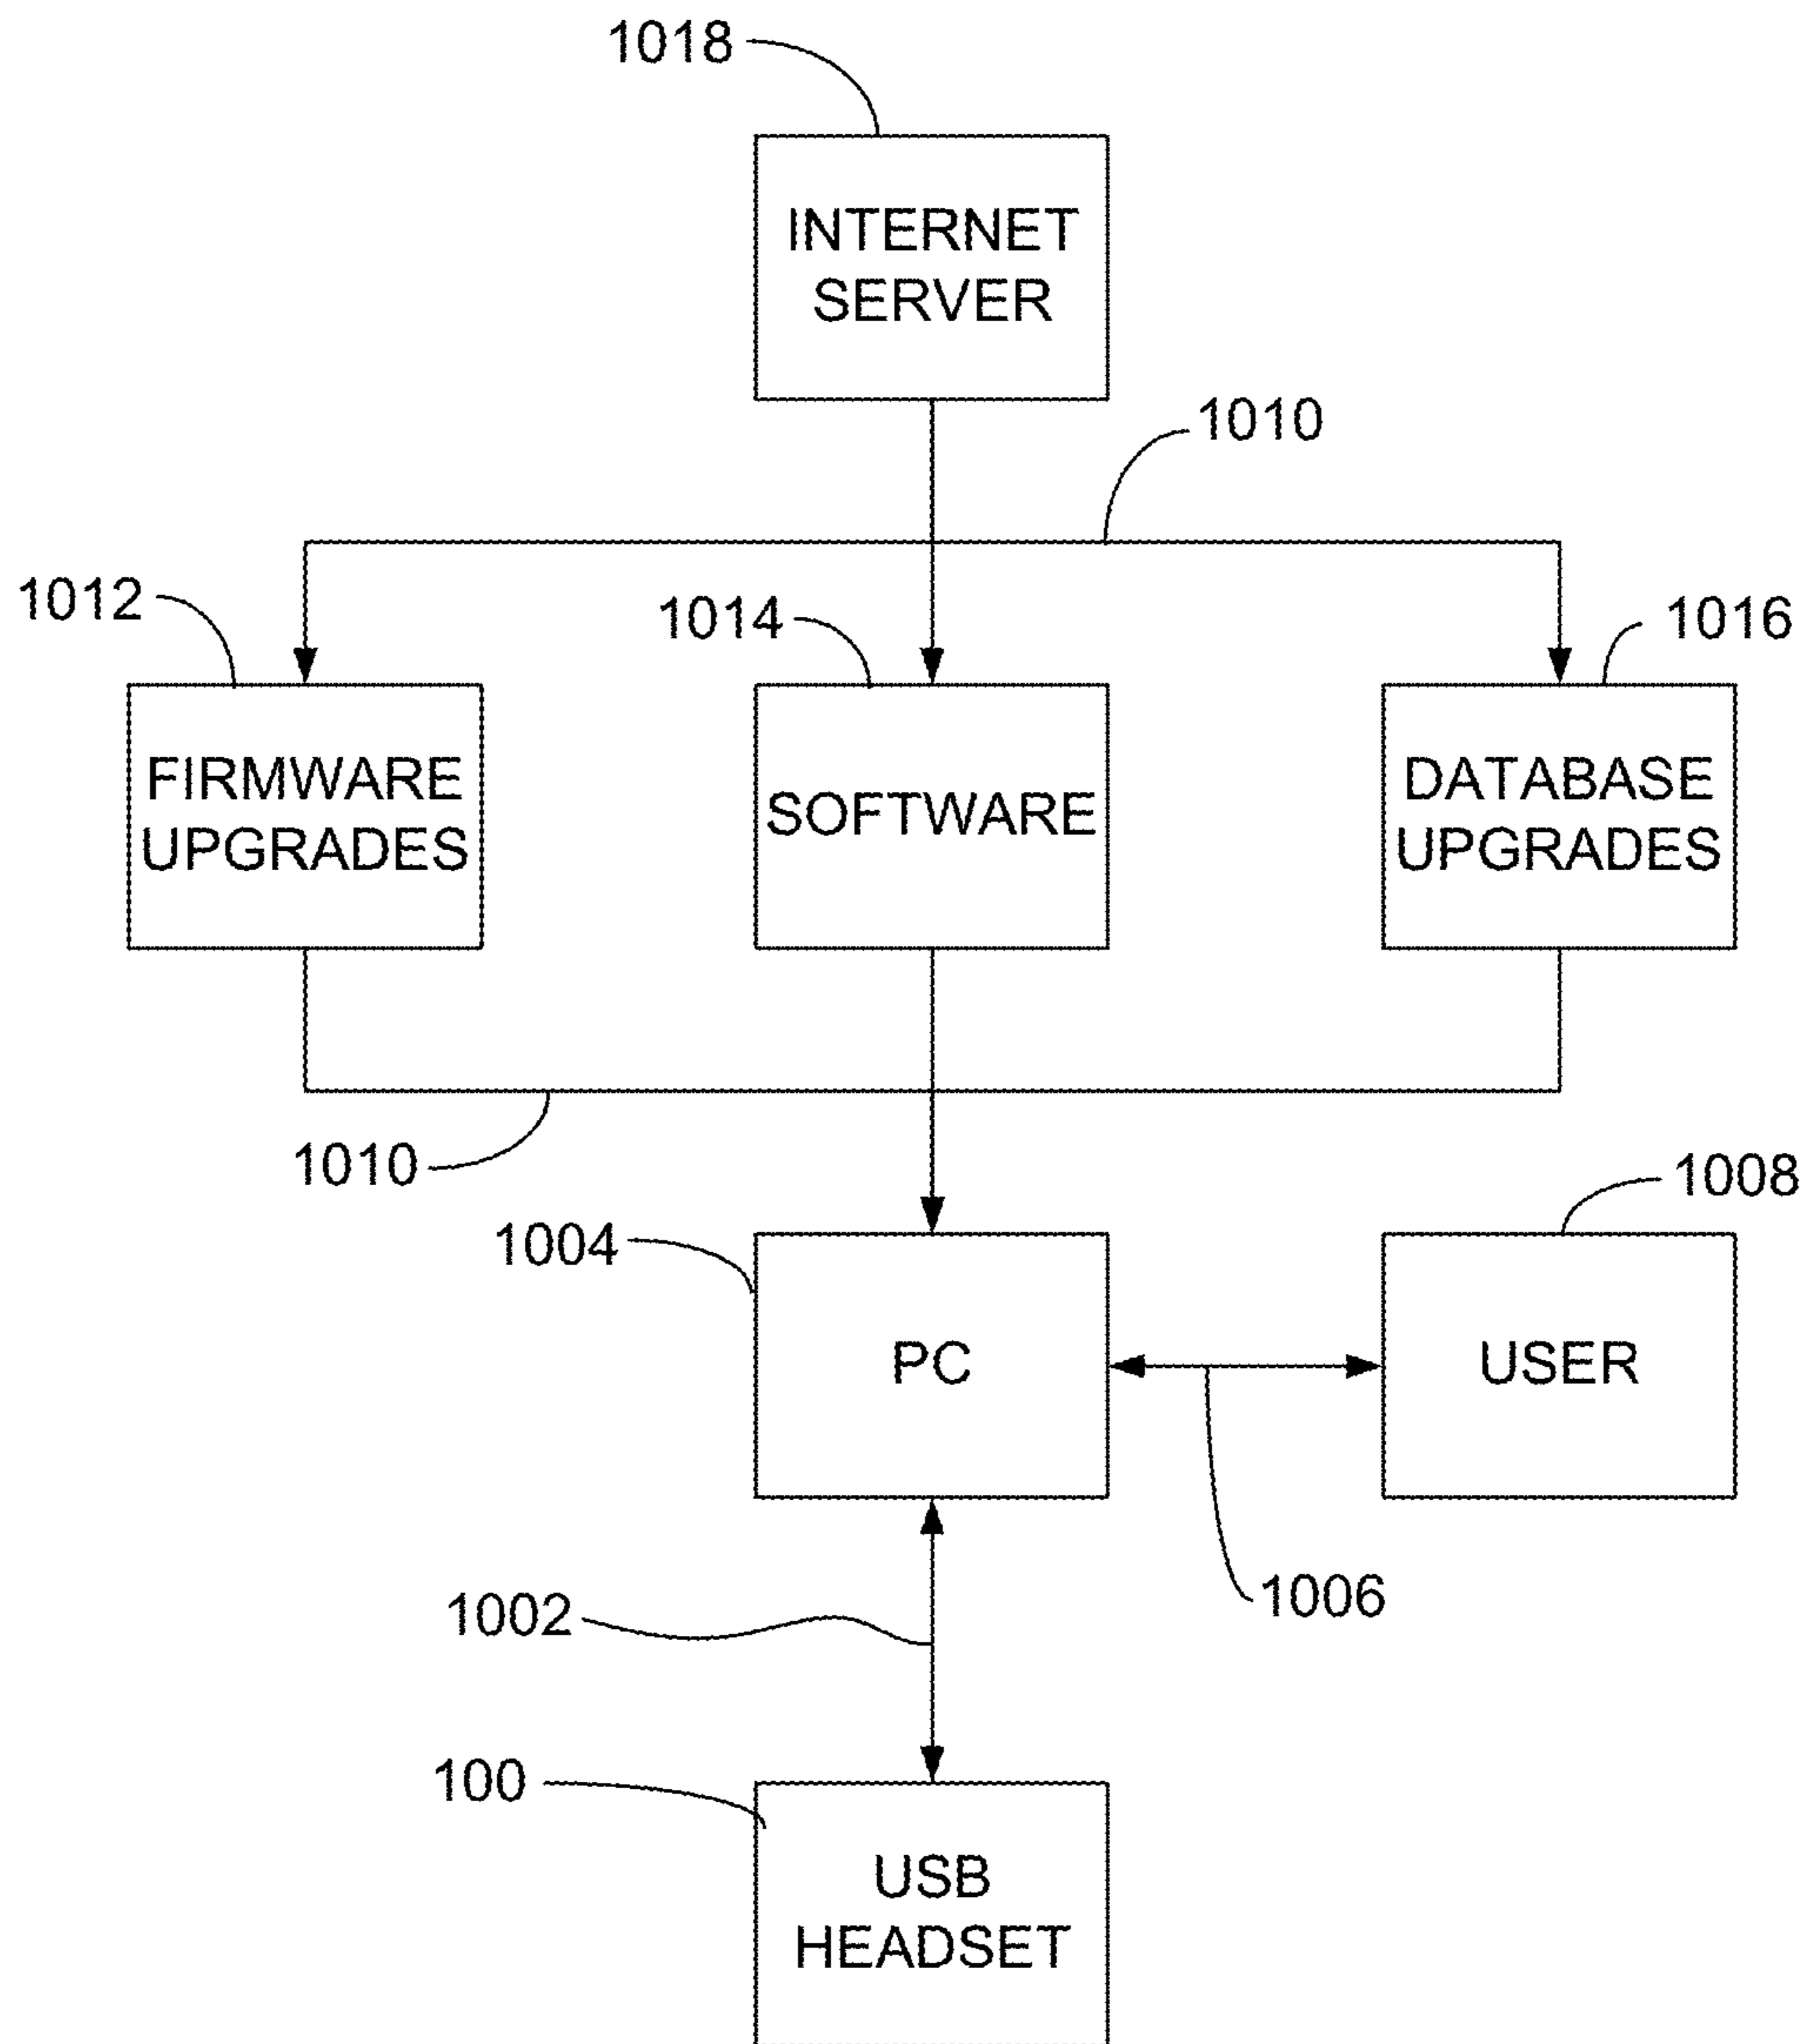 1018
INTERNET
SERVER
1010
1012
1014
1016
FIRMWARE
UPGRADES
SOFTWARE
DATABASE
UPGRADES
1010
1008
1004
PC
USER
1002
1006
100
USB
HEADSET